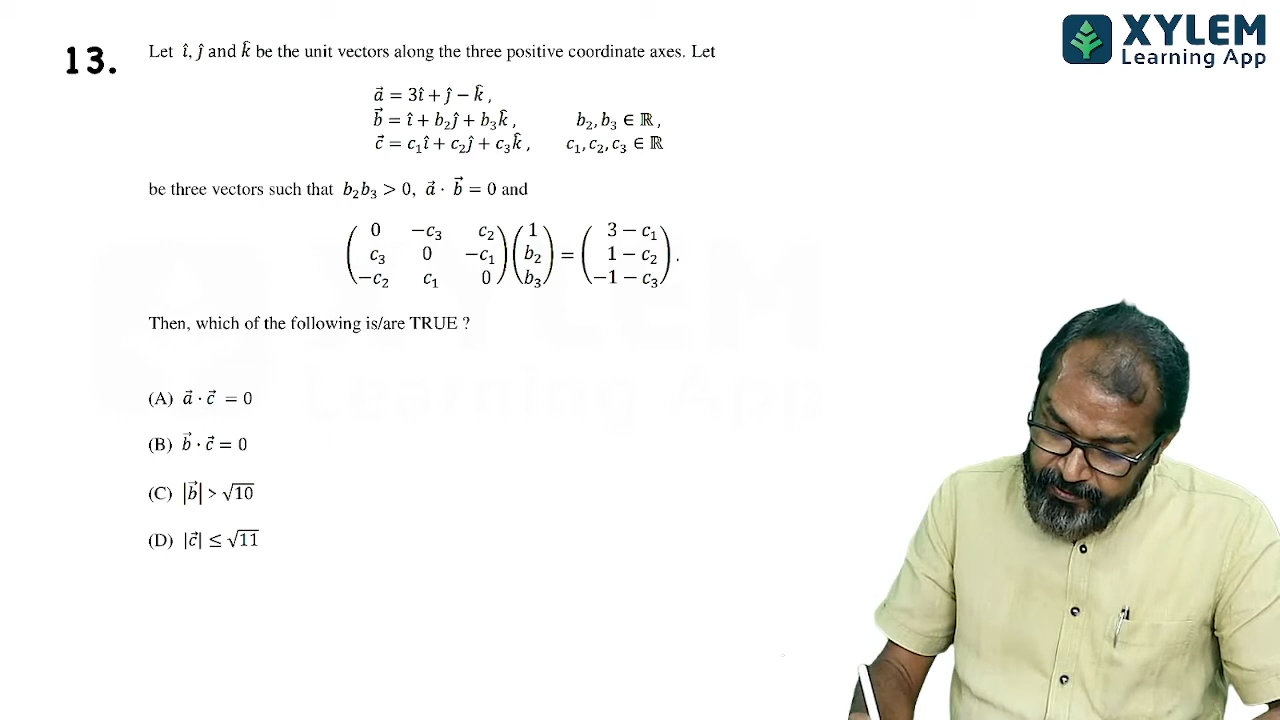 XYLEM
Learning App
13.
Let î, ĵ and k̂ be the unit vectors along the three positive coordinate axes. Let
a⃗ = 3î + ĵ − k̂ ,
b⃗ = î + b₂ĵ + b₃k̂ , b₂, b₃ ∈ ℝ ,
c⃗ = c₁î + c₂ĵ + c₃k̂ , c₁, c₂, c₃ ∈ ℝ
be three vectors such that b₂b₃ > 0, a⃗ · b⃗ = 0 and
( 0 −c₃ c₂ ) ( 1 ) ( 3 − c₁ )
( c₃ 0 −c₁ ) ( b₂ ) = ( 1 − c₂ ) .
( −c₂ c₁ 0 ) ( b₃ ) ( −1 − c₃ )
Then, which of the following is/are TRUE ?
(A) a⃗ · c⃗ = 0
(B) b⃗ · c⃗ = 0
(C) |b⃗| > √10
(D) |c⃗| ≤ √11
XYLEM
Learning App